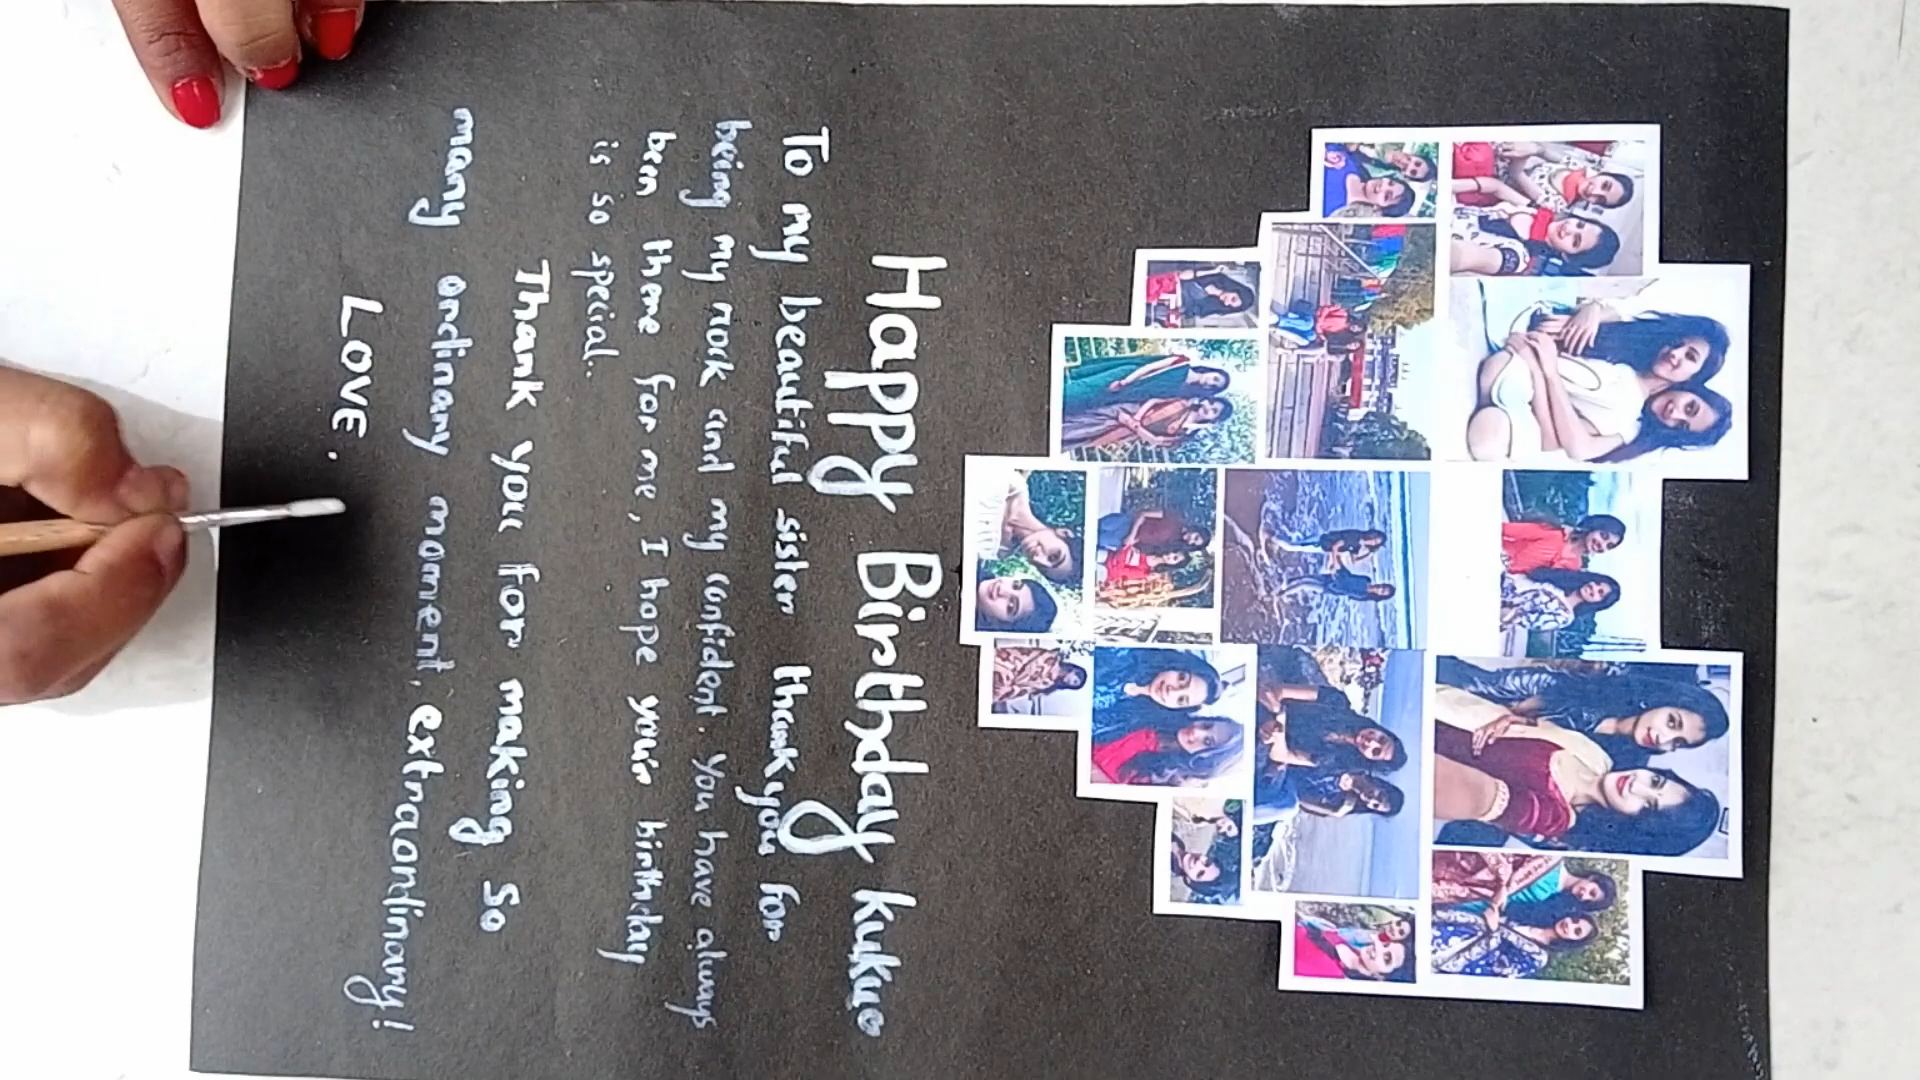 Happy Birthday kuku
To my beautiful sister thank you for
being my rock and my confident. You have always
been there for me, I hope your birthday
is so special..
Thank you for making so
many ordinary moment, extraordinary!
LOVE.